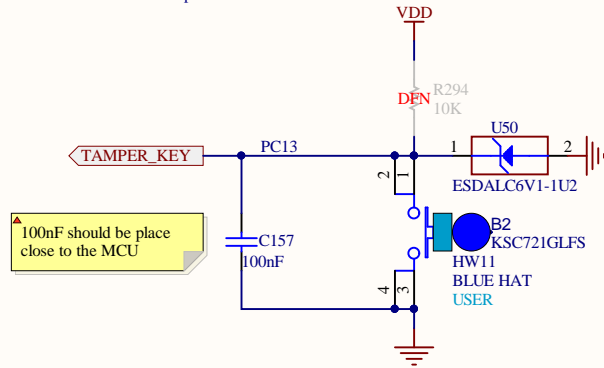 VDD
R294
DFN
10K
U50
PC13
TAMPER_KEY
1
2
ESDALC6V1-1U2
2
1
100nF should be place
close to the MCU
C157
100nF
B2
KSC721GLFS
HW11
BLUE HAT
USER
4
3